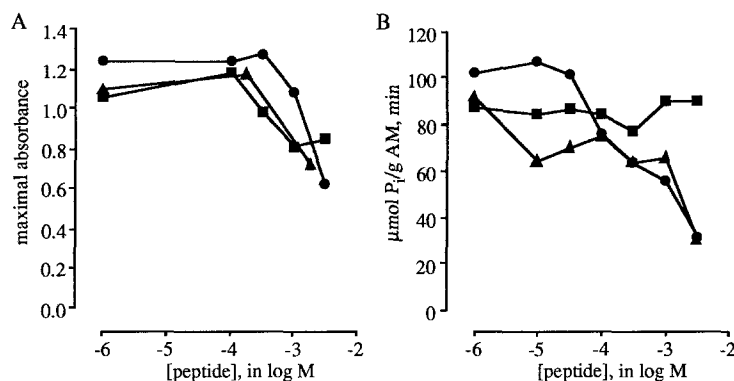 A
maximal absorbance
1.4
1.2
1.0
0.8
0.6
0.4
0.2
0.0
-6 -5 -4 -3 -2
[peptide], in log M
B
μmol Pi/g AM, min
120
100
80
60
40
20
0
-6 -5 -4 -3 -2
[peptide], in log M